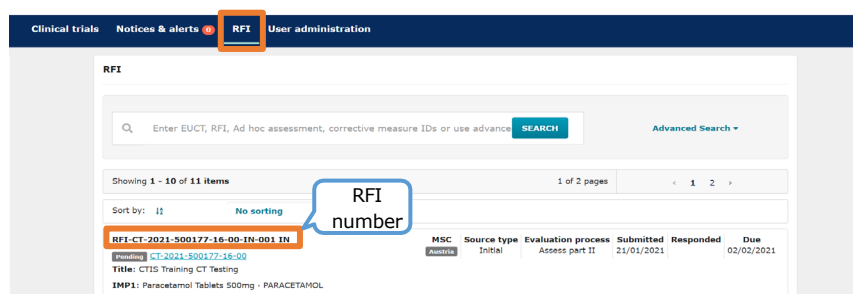 Clinical trials Notices & alerts 0 RFI User administration
RFI
Enter EUCT, RFI, Ad hoc assessment, corrective measure IDs or use advance SEARCH Advanced Search
Showing 1 - 10 of 11 items 1 of 2 pages < 1 2 >
Sort by: No sorting
RFI
number
RFI-CT-2021-500177-16-00-IN-001 IN MSC Source type Evaluation process Submitted Responded Due
Pending CT-2021-500177-16-00 Austria Initial Assess part II 21/01/2021 02/02/2021
Title: CTIS Training CT Testing
IMP1: Paracetamol Tablets 500mg - PARACETAMOL